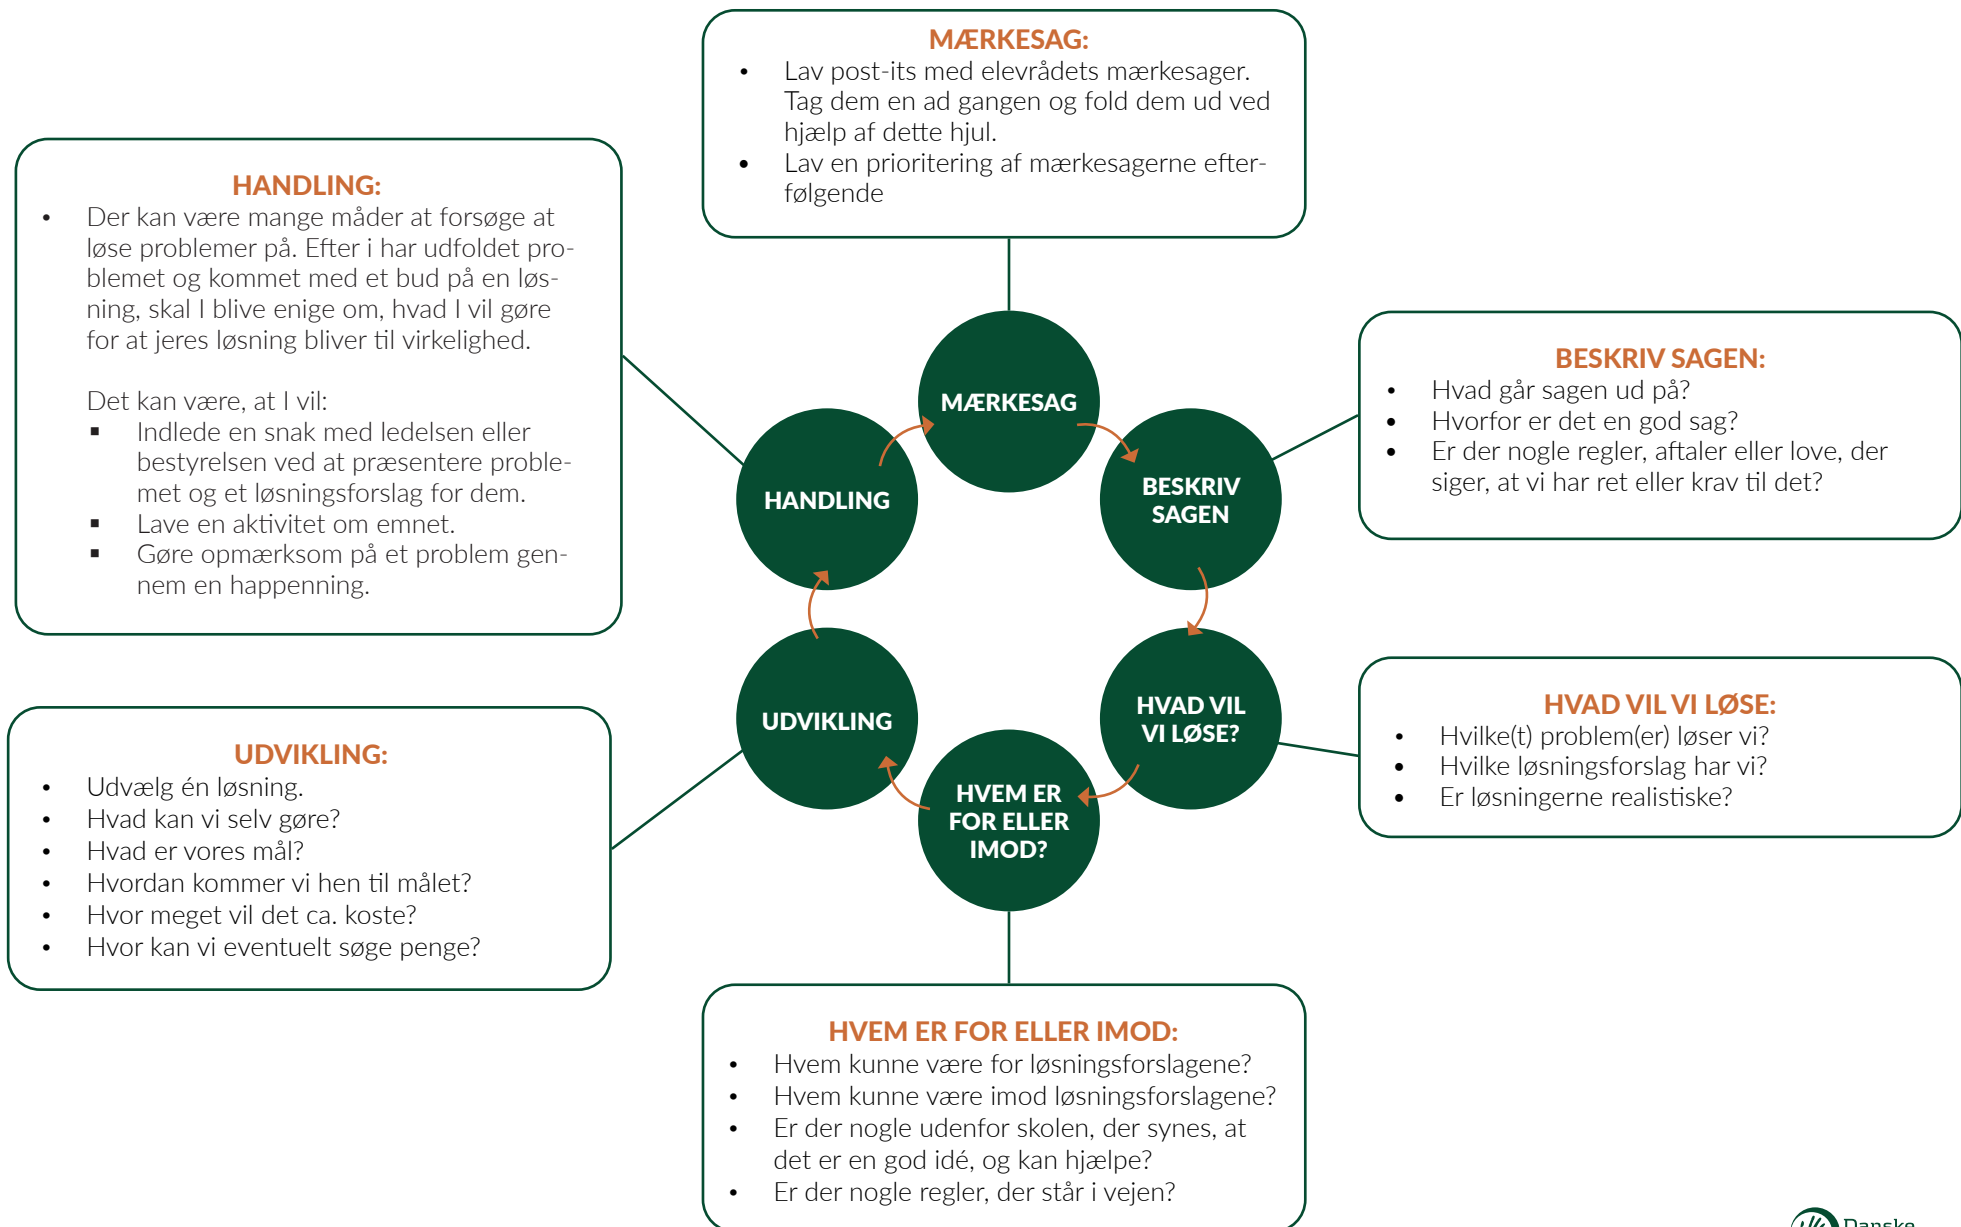 MÆRKESAG:
• Lav post-its med elevrådets mærkesager.
Tag dem en ad gangen og fold dem ud ved
hjælp af dette hjul.
• Lav en prioritering af mærkesagerne efter-
følgende
HANDLING:
• Der kan være mange måder at forsøge at
løse problemer på. Efter i har udfoldet pro-
blemet og kommet med et bud på en løs-
ning, skal I blive enige om, hvad I vil gøre
for at jeres løsning bliver til virkelighed.
Det kan være, at I vil:
▪ Indlede en snak med ledelsen eller
bestyrelsen ved at præsentere proble-
met og et løsningsforslag for dem.
▪ Lave en aktivitet om emnet.
▪ Gøre opmærksom på et problem gen-
nem en happenning.
BESKRIV SAGEN:
• Hvad går sagen ud på?
• Hvorfor er det en god sag?
• Er der nogle regler, aftaler eller love, der
siger, at vi har ret eller krav til det?
MÆRKESAG
BESKRIV
SAGEN
HVAD VIL
VI LØSE?
HVEM ER
FOR ELLER
IMOD?
UDVIKLING
HANDLING
HVAD VIL VI LØSE:
• Hvilke(t) problem(er) løser vi?
• Hvilke løsningsforslag har vi?
• Er løsningerne realistiske?
UDVIKLING:
• Udvælg én løsning.
• Hvad kan vi selv gøre?
• Hvad er vores mål?
• Hvordan kommer vi hen til målet?
• Hvor meget vil det ca. koste?
• Hvor kan vi eventuelt søge penge?
HVEM ER FOR ELLER IMOD:
• Hvem kunne være for løsningsforslagene?
• Hvem kunne være imod løsningsforslagene?
• Er der nogle udenfor skolen, der synes, at
det er en god idé, og kan hjælpe?
• Er der nogle regler, der står i vejen?
Danske